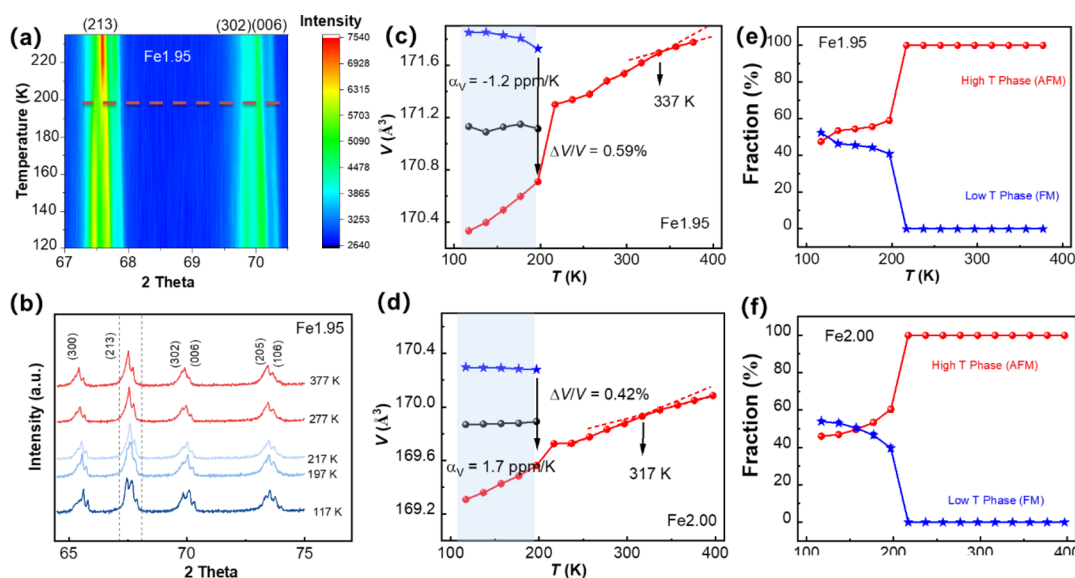 (a)
(213)
(302)(006)
Intensity
Fe1.95
Temperature (K)
220
200
180
160
140
120
67
68
69
70
2 Theta
7540
6928
6315
5703
5090
4478
3865
3253
2640
(b)
Fe1.95
(300)
(213)
(302)
(006)
(205)
(106)
377 K
277 K
217 K
197 K
117 K
Intensity (a.u.)
65
70
75
2 Theta
(c)
171.6
171.2
170.8
170.4
V (Å³)
αV = -1.2 ppm/K
337 K
ΔV/V = 0.59%
Fe1.95
100
200
300
400
T (K)
(d)
170.4
170.0
169.6
169.2
V (Å³)
ΔV/V = 0.42%
αV = 1.7 ppm/K
317 K
Fe2.00
100
200
300
400
T (K)
(e)
Fe1.95
100
80
60
40
20
0
Fraction (%)
High T Phase (AFM)
Low T Phase (FM)
100
200
300
400
T (K)
(f)
Fe2.00
100
80
60
40
20
0
Fraction (%)
High T Phase (AFM)
Low T Phase (FM)
100
200
300
400
T (K)